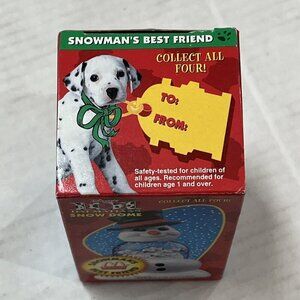 SNOWMAN'S BEST FRIEND
COLLECT ALL
FOUR!
TO:
FROM:
Safety-tested for children of
all ages. Recommended for
children age 1 and over.
SNOW DOME
COLLECT ALL FOUR!